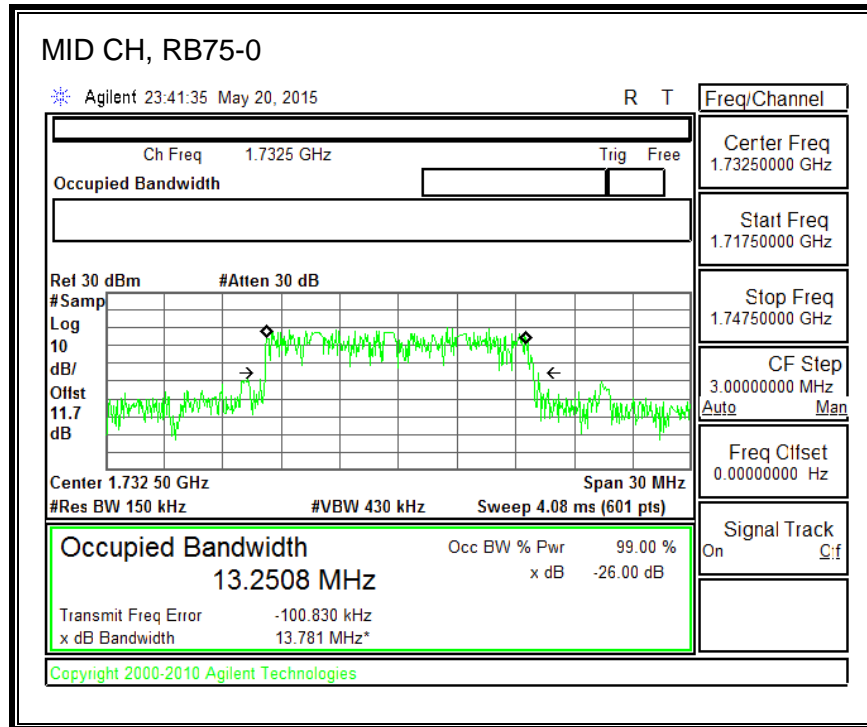 MID CH, RB75-0
Agilent 23:41:35 May 20, 2015 R T
Freq/Channel
Ch Freq 1.7325 GHz Trig Free
Occupied Bandwidth
Center Freq
1.73250000 GHz
Start Freq
1.71750000 GHz
Stop Freq
1.74750000 GHz
CF Step
3.00000000 MHz
Auto Man
Freq Offset
0.00000000 Hz
Signal Track
On Off
Ref 30 dBm #Atten 30 dB
#Samp
Log
10
dB/
Offst
11.7
dB
Center 1.732 50 GHz Span 30 MHz
#Res BW 150 kHz #VBW 430 kHz Sweep 4.08 ms (601 pts)
Occupied Bandwidth Occ BW % Pwr 99.00 %
13.2508 MHz x dB -26.00 dB
Transmit Freq Error -100.830 kHz
x dB Bandwidth 13.781 MHz*
Copyright 2000-2010 Agilent Technologies